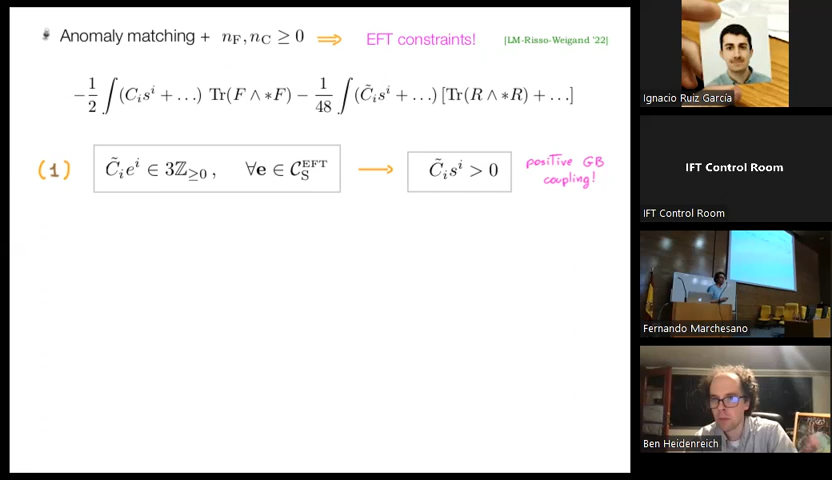 Anomaly matching + n_F, n_C ≥ 0 ⇒ EFT constraints! [LM-Risso-Weigand '22]
−1/2 ∫(C_i s^i + …) Tr(F ∧ *F) − 1/48 ∫(C̃_i s^i + …) [Tr(R ∧ *R) + …]
(1) C̃_i e^i ∈ 3ℤ_≥0 , ∀e ∈ 𝒞_S^EFT → C̃_i s^i > 0 positive GB
coupling!
Ignacio Ruiz García
IFT Control Room
IFT Control Room
Fernando Marchesano
Ben Heidenreich